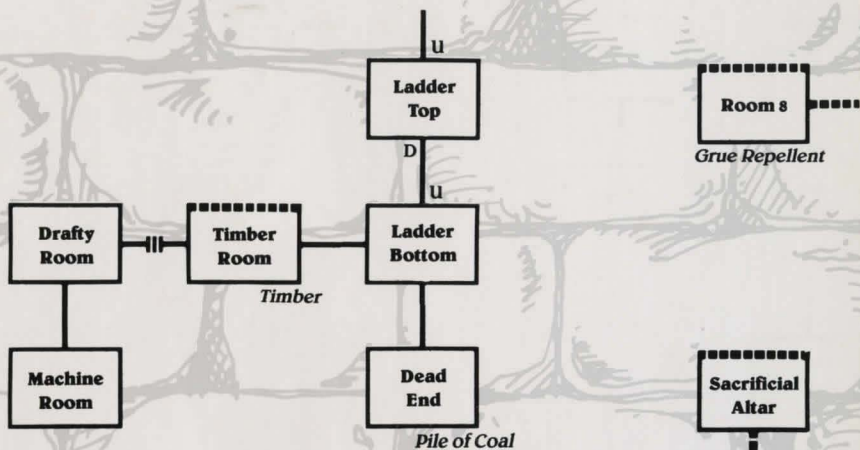 U
Ladder
Top
D
U
Room 8
Grue Repellent
Drafty
Room
Timber
Room
Timber
Ladder
Bottom
Machine
Room
Dead
End
Pile of Coal
Sacrificial
Altar